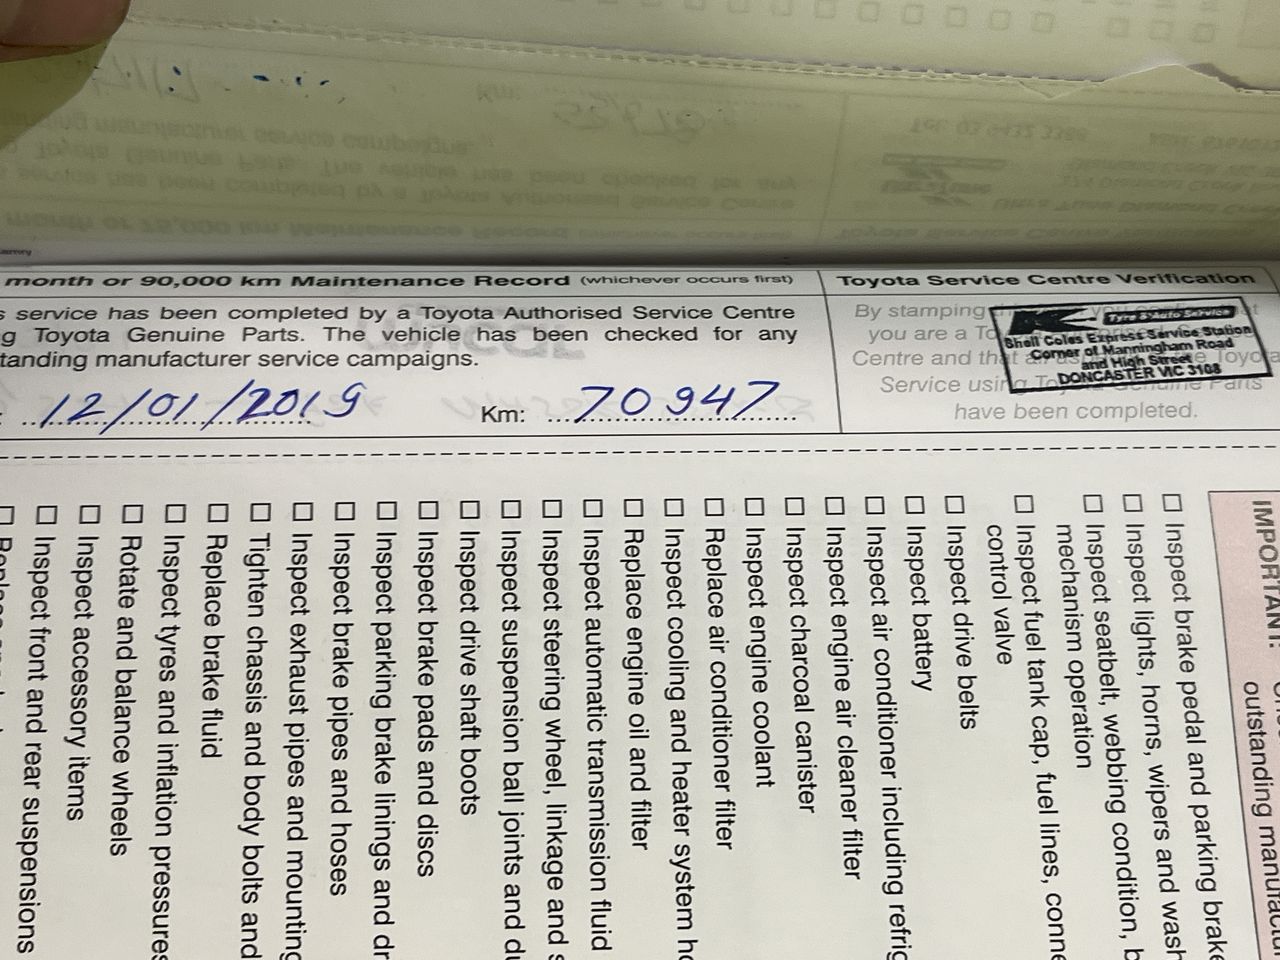 month or 90,000 km Maintenance Record (whichever occurs first)
service has been completed by a Toyota Authorised Service Centre
g Toyota Genuine Parts. The vehicle has been checked for any
tanding manufacturer service campaigns.
12/01/2019 Km: 70947
Toyota Service Centre Verification
By stamping
you are a
Centre and that
Service using
have been completed.
Tyre & Auto Service
Shell Coles Express Service Station
Corner of Manningham Road
and High Street
DONCASTER VIC 3108
IMPORTANT:
outstanding manufactur
Inspect brake pedal and parking brake
Inspect lights, horns, wipers and wash
Inspect seatbelt, webbing condition, b
mechanism operation
Inspect fuel tank cap, fuel lines, conne
control valve
Inspect drive belts
Inspect battery
Inspect air conditioner including refrig
Inspect engine air cleaner filter
Inspect charcoal canister
Inspect engine coolant
Replace air conditioner filter
Inspect cooling and heater system ho
Replace engine oil and filter
Inspect automatic transmission fluid
Inspect steering wheel, linkage and s
Inspect suspension ball joints and du
Inspect drive shaft boots
Inspect brake pads and discs
Inspect parking brake linings and dr
Inspect brake pipes and hoses
Inspect exhaust pipes and mounting
Tighten chassis and body bolts and
Replace brake fluid
Inspect tyres and inflation pressures
Rotate and balance wheels
Inspect accessory items
Inspect front and rear suspensions